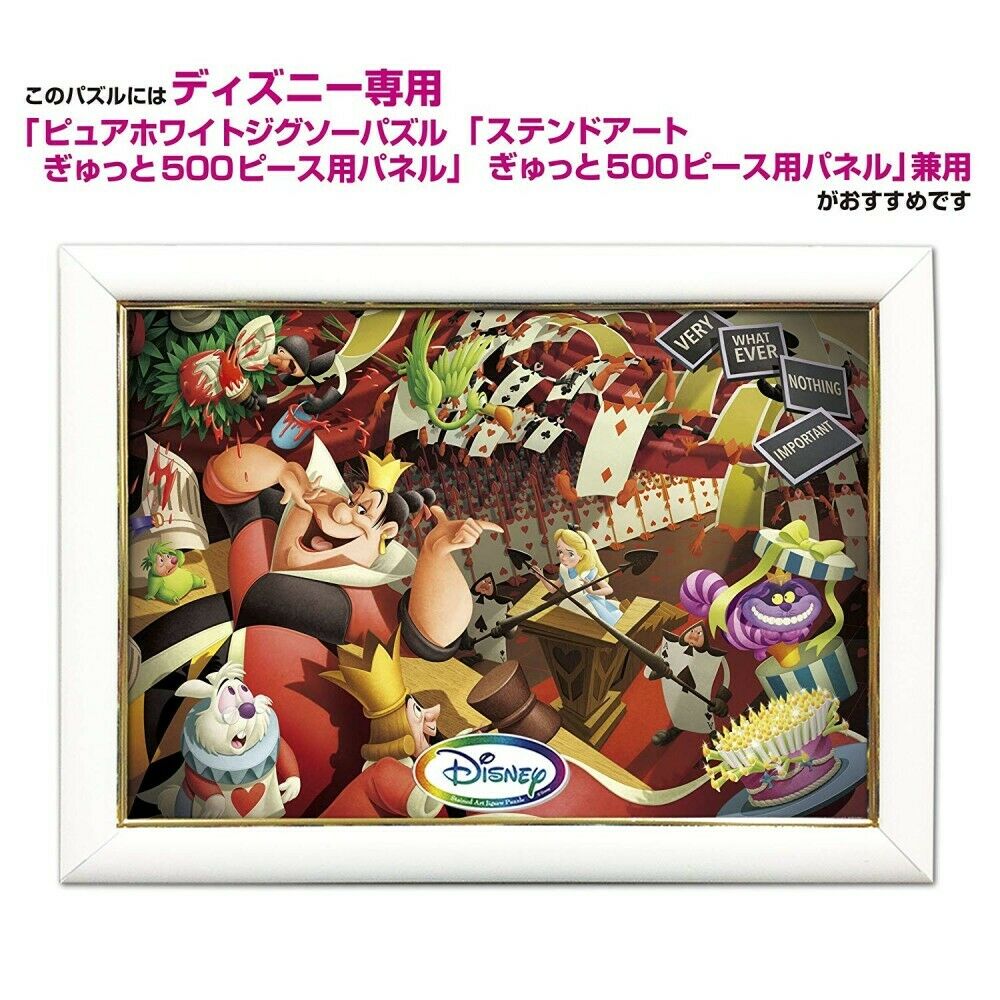 このパズルには ディズニー専用
「ピュアホワイトジグソーパズル 「ステンドアート
ぎゅっと500ピース用パネル」 ぎゅっと500ピース用パネル」兼用
がおすすめです
VERY
WHAT
EVER
NOTHING
IMPORTANT
Disney
Stained Art Jigsaw Puzzle